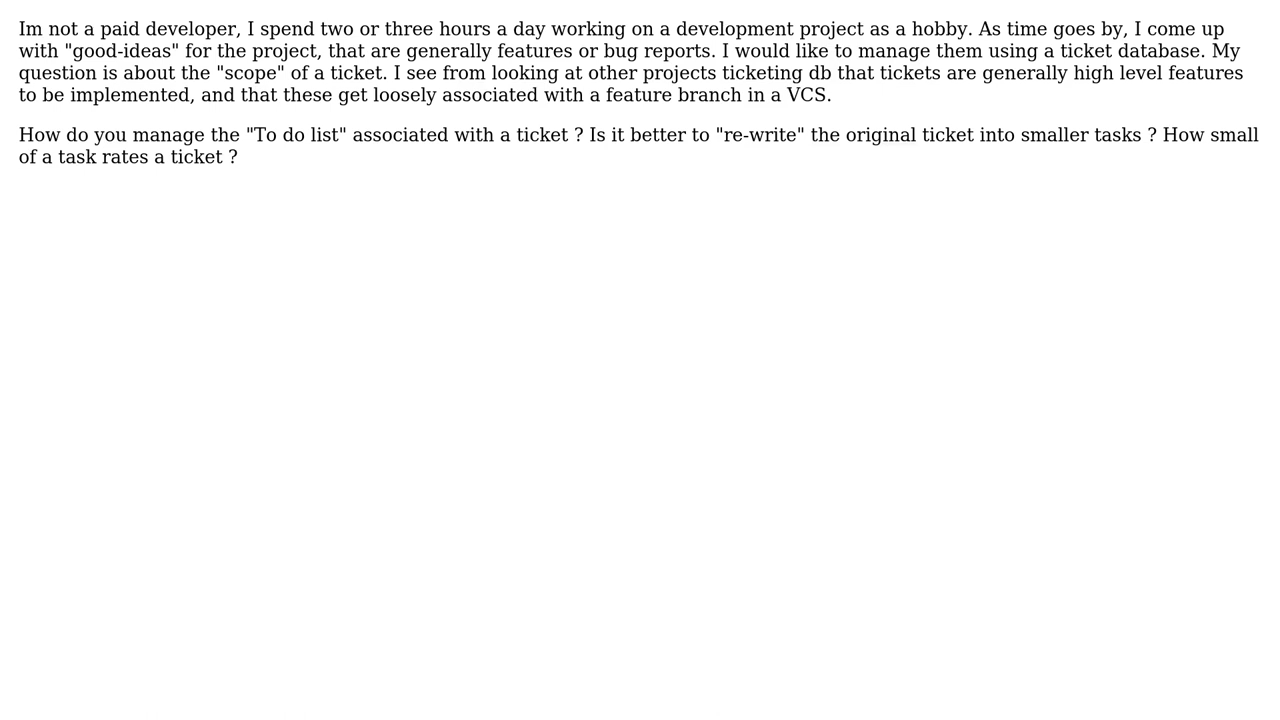 Im not a paid developer, I spend two or three hours a day working on a development project as a hobby. As time goes by, I come up
with "good-ideas" for the project, that are generally features or bug reports. I would like to manage them using a ticket database. My
question is about the "scope" of a ticket. I see from looking at other projects ticketing db that tickets are generally high level features
to be implemented, and that these get loosely associated with a feature branch in a VCS.
How do you manage the "To do list" associated with a ticket ? Is it better to "re-write" the original ticket into smaller tasks ? How small
of a task rates a ticket ?